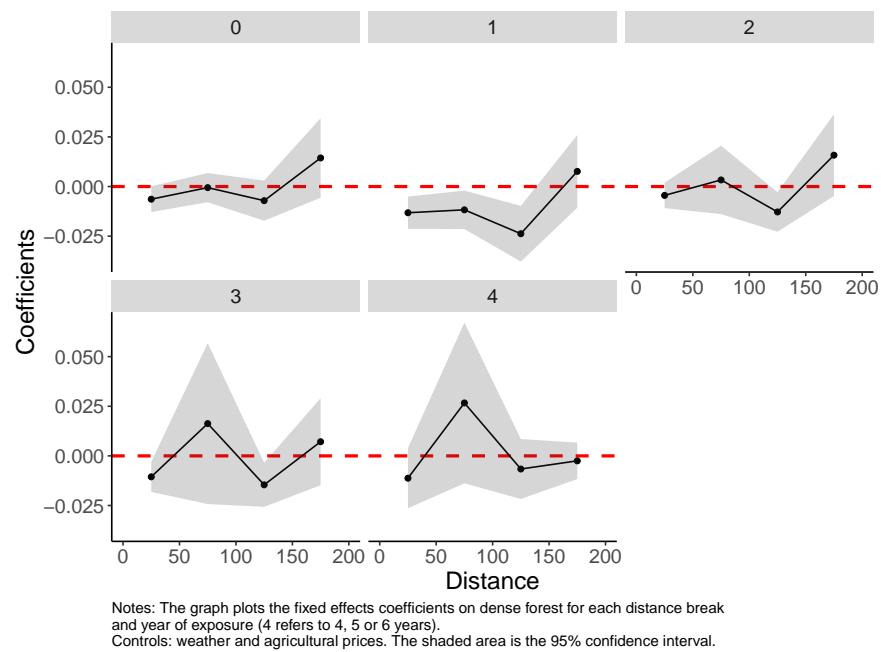 0 1 2
0.050
0.025
0.000
−0.025
0 50 100 150 200
3 4
0.050
0.025
0.000
−0.025
0 50 100 150 200 0 50 100 150 200
Coefficients
Distance
Notes: The graph plots the fixed effects coefficients on dense forest for each distance break
and year of exposure (4 refers to 4, 5 or 6 years).
Controls: weather and agricultural prices. The shaded area is the 95% confidence interval.